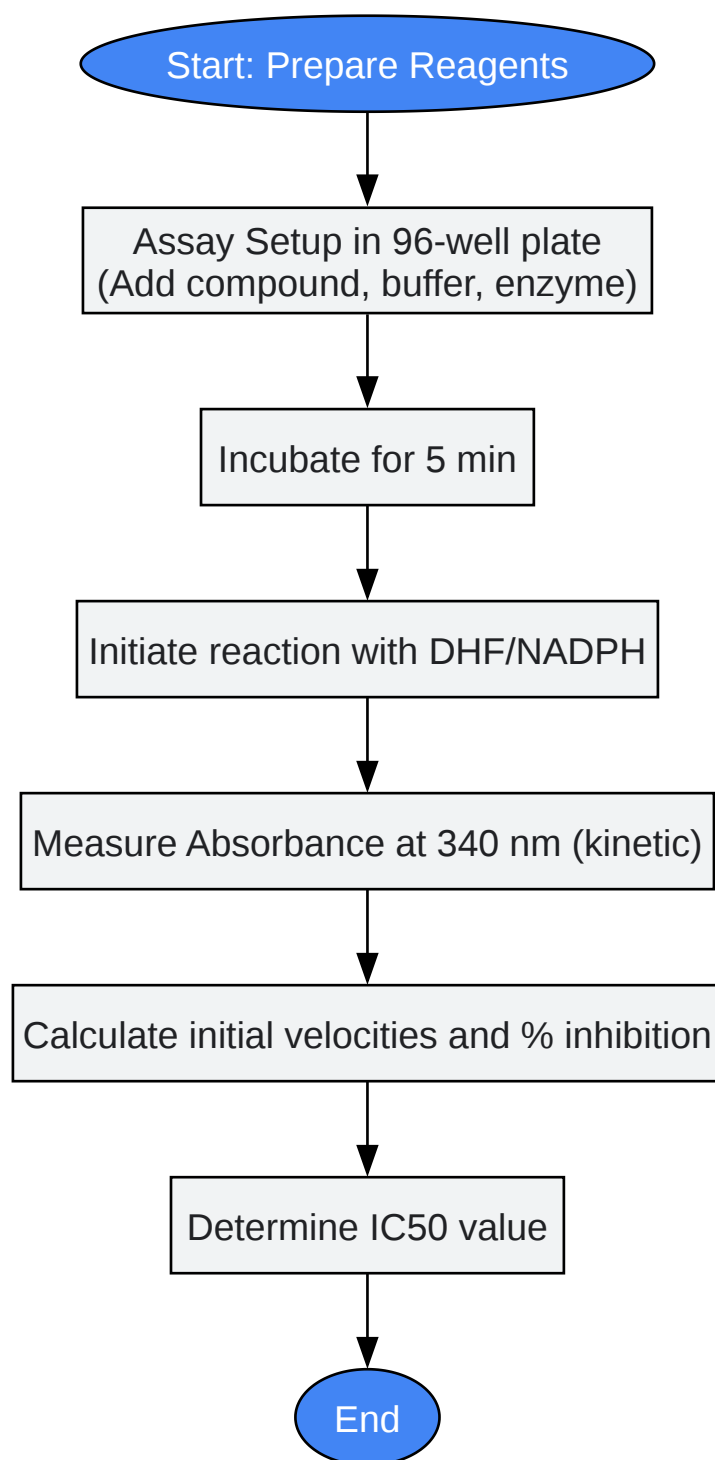 Start: Prepare Reagents
Assay Setup in 96-well plate
(Add compound, buffer, enzyme)
Incubate for 5 min
Initiate reaction with DHF/NADPH
Measure Absorbance at 340 nm (kinetic)
Calculate initial velocities and % inhibition
Determine IC50 value
End